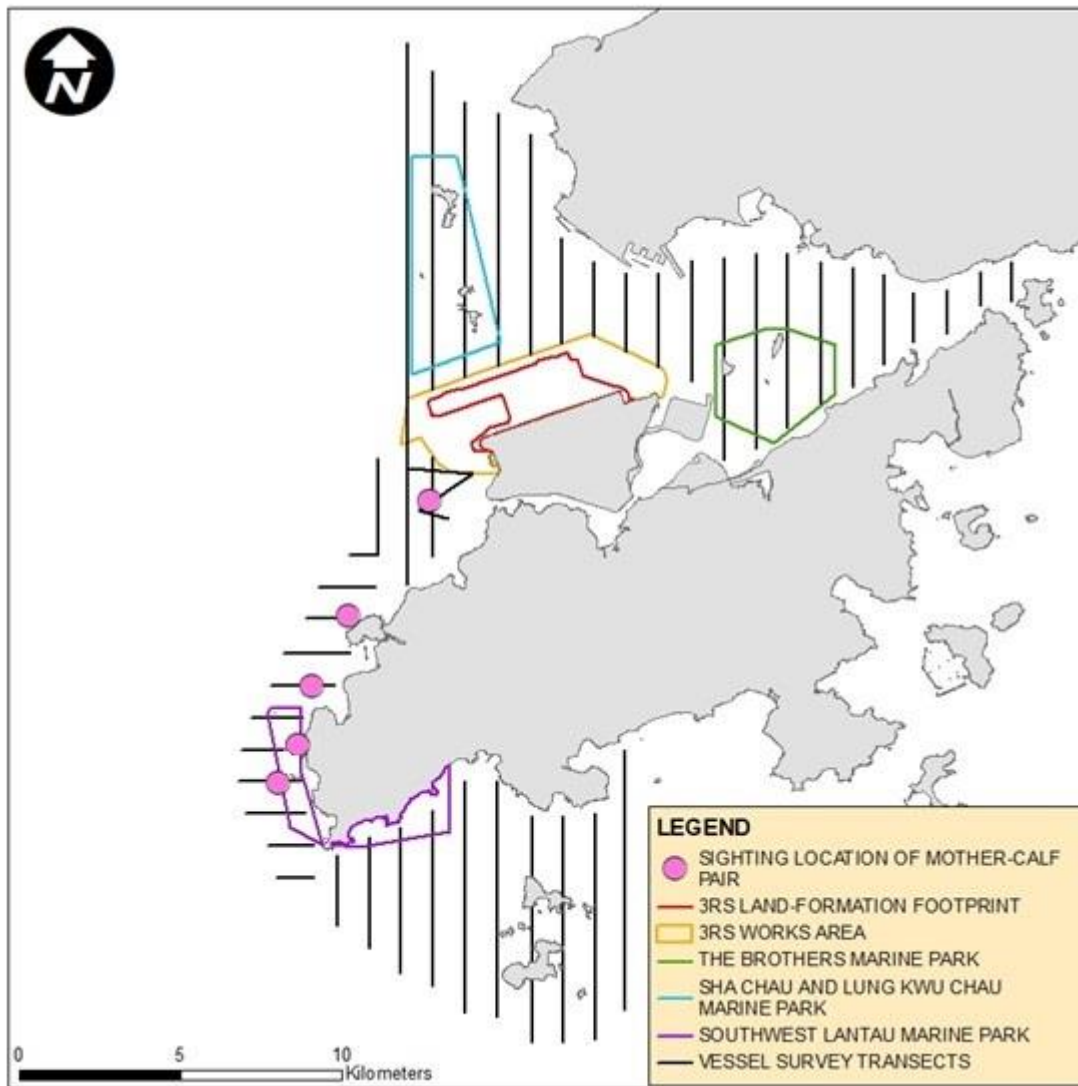 N
LEGEND
SIGHTING LOCATION OF MOTHER-CALF
PAIR
3RS LAND-FORMATION FOOTPRINT
3RS WORKS AREA
THE BROTHERS MARINE PARK
SHA CHAU AND LUNG KWU CHAU
MARINE PARK
SOUTHWEST LANTAU MARINE PARK
VESSEL SURVEY TRANSECTS
0 5 10
Kilometers